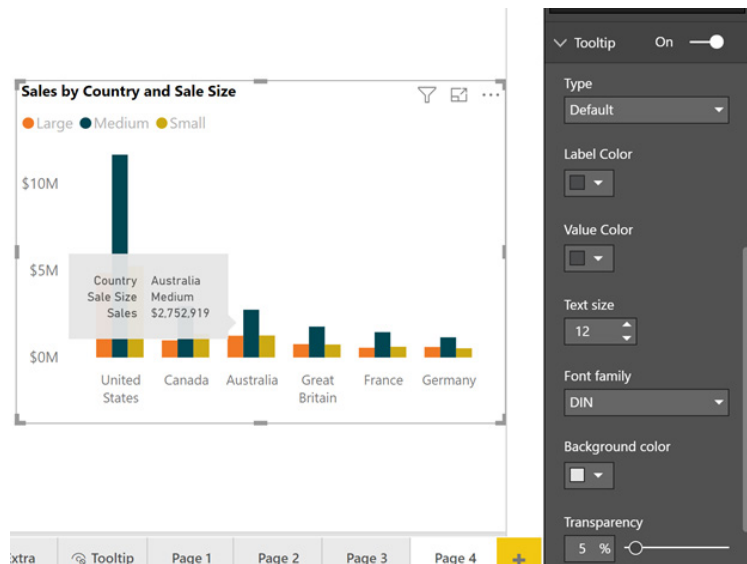 Sales by Country and Sale Size
Large Medium Small
$10M
$5M
$0M
Country Australia
Sale Size Medium
Sales $2,752,919
United States
Canada
Australia
Great Britain
France
Germany
xtra
Tooltip
Page 1
Page 2
Page 3
Page 4
+
Tooltip On
Type
Default
Label Color
Value Color
Text size
12
Font family
DIN
Background color
Transparency
5 %